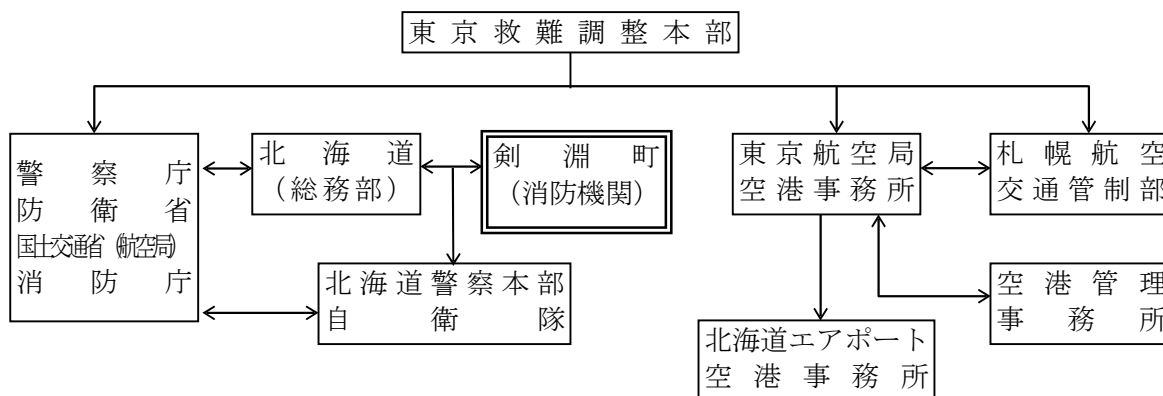 東京救難調整本部
警察庁
防衛省
国土交通省(航空局)
消防庁
北海道
(総務部)
剣淵町
(消防機関)
東京航空局
空港事務所
札幌航空
交通管制部
北海道警察本部
自衛隊
空港管理
事務所
北海道エアポート
空港事務所